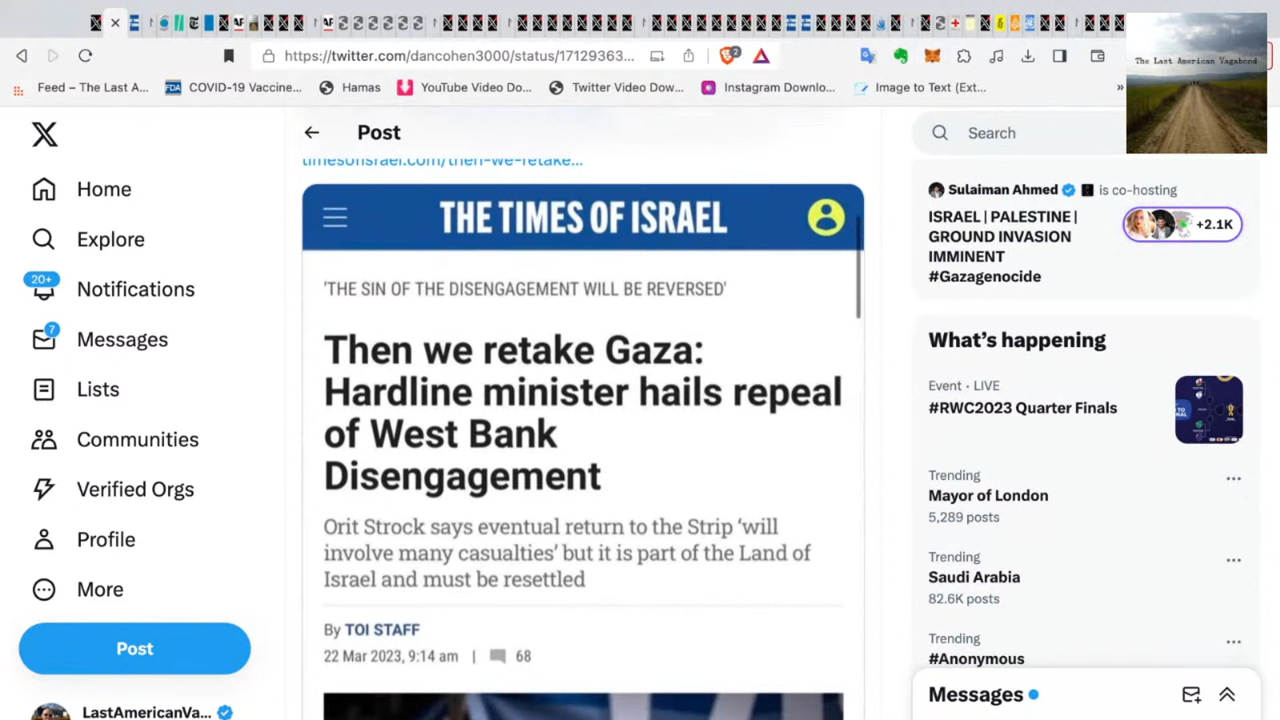 https://twitter.com/dancohen3000/status/17129363...
2
The Last American Vagabond
Feed – The Last A...
FDA
COVID-19 Vaccine...
Hamas
YouTube Video Do...
Twitter Video Dow...
Instagram Downlo...
Image to Text (Ext...
»
Home
Explore
20+
Notifications
7
Messages
Lists
Communities
Verified Orgs
Profile
More
Post
LastAmericanVa...
Post
timesofisrael.com/then-we-retake...
THE TIMES OF ISRAEL
'THE SIN OF THE DISENGAGEMENT WILL BE REVERSED'
Then we retake Gaza:
Hardline minister hails repeal
of West Bank
Disengagement
Orit Strock says eventual return to the Strip ‘will
involve many casualties’ but it is part of the Land of
Israel and must be resettled
By TOI STAFF
22 Mar 2023, 9:14 am | 68
Search
Sulaiman Ahmed is co-hosting
ISRAEL | PALESTINE |
GROUND INVASION
IMMINENT
#Gazagenocide
+2.1K
What’s happening
Event · LIVE
#RWC2023 Quarter Finals
Trending
Mayor of London
5,289 posts
Trending
Saudi Arabia
82.6K posts
Trending
#Anonymous
Messages